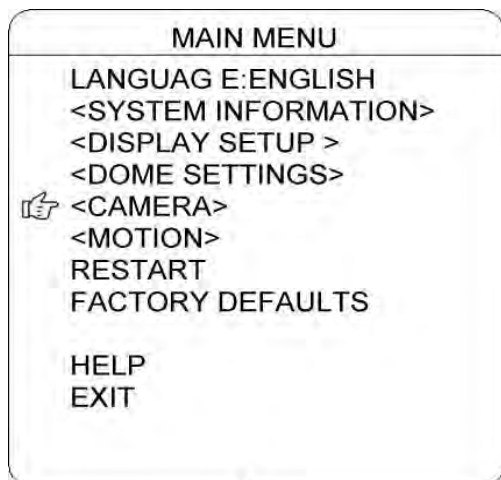 MAIN MENU
LANGUAG E:ENGLISH
<SYSTEM INFORMATION>
<DISPLAY SETUP >
<DOME SETTINGS>
<CAMERA>
<MOTION>
RESTART
FACTORY DEFAULTS
HELP
EXIT